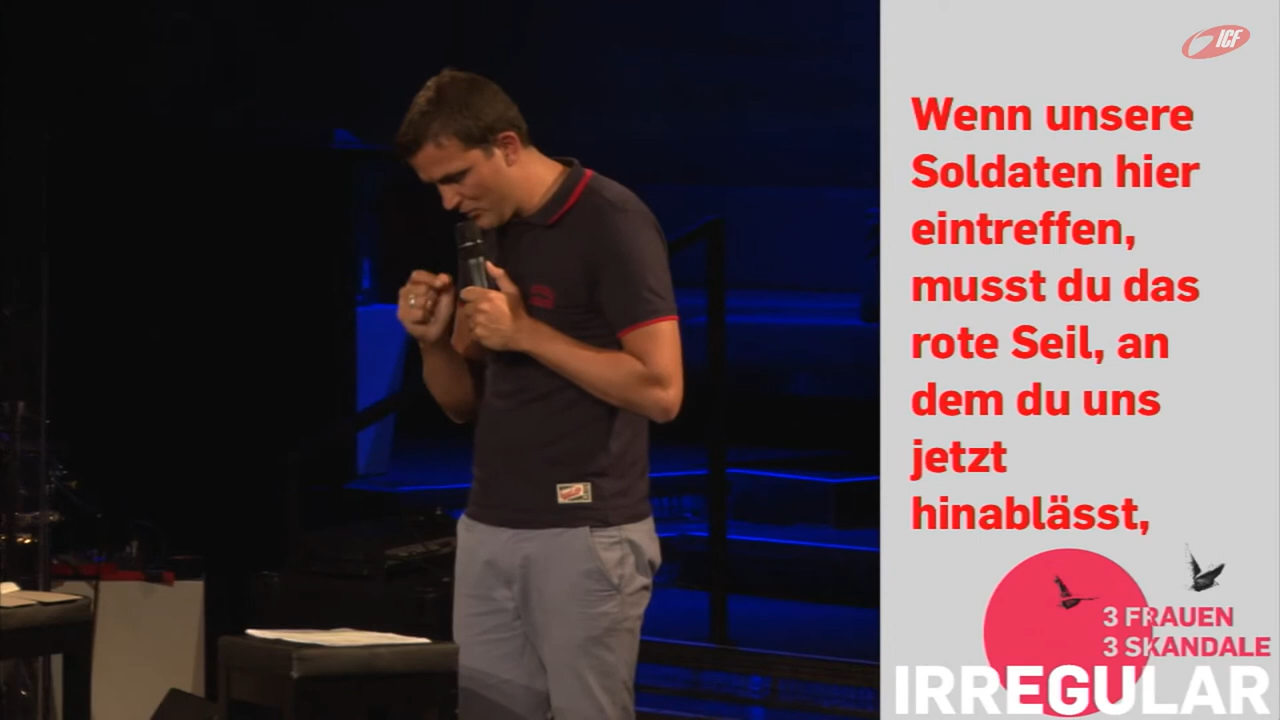 ICF
Wenn unsere
Soldaten hier
eintreffen,
musst du das
rote Seil, an
dem du uns
jetzt
hinablässt,
3 FRAUEN
3 SKANDALE
IRREGULAR